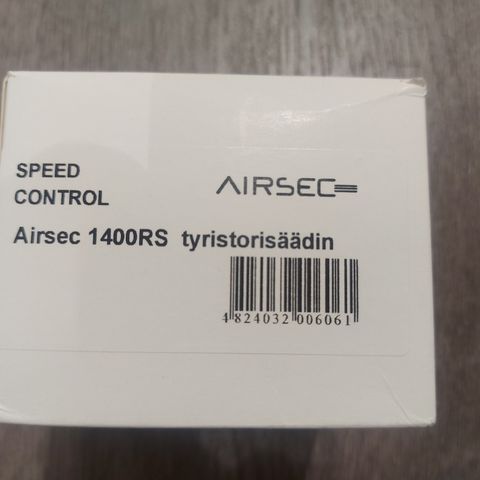 SPEED
CONTROL
AIRSEC
Airsec 1400RS tyristorisäädin
4 824032 006061